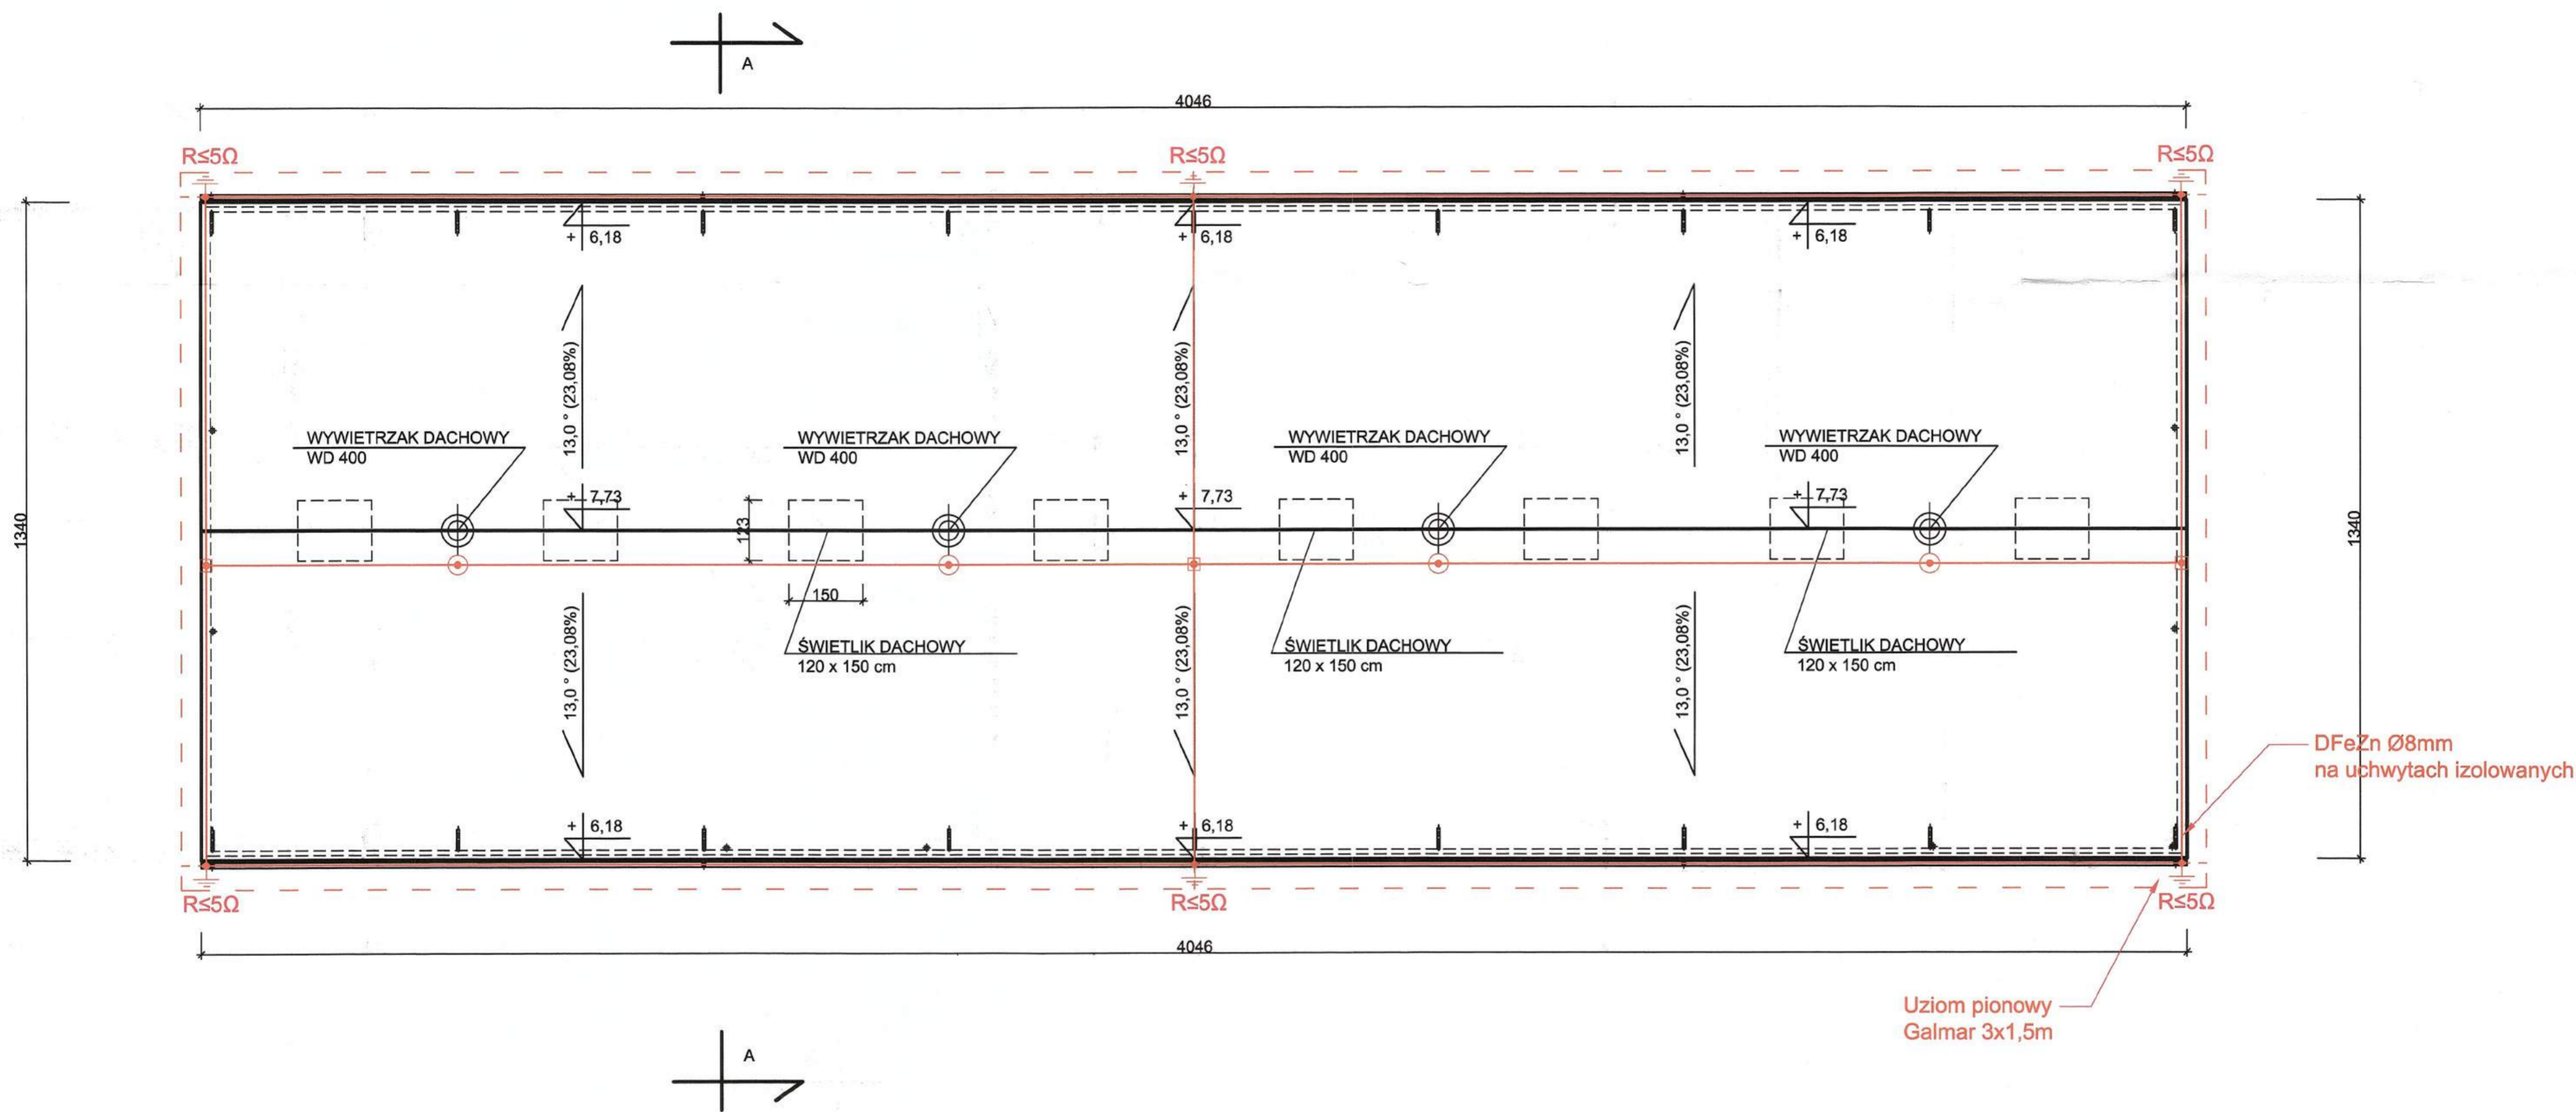 A
4046
R≤5Ω
R≤5Ω
R≤5Ω
+ 6,18
+ 6,18
+ 6,18
1340
1340
13,0 ° (23,08%)
13,0 ° (23,08%)
13,0 ° (23,08%)
WYWIETRZAK DACHOWY
WD 400
WYWIETRZAK DACHOWY
WD 400
WYWIETRZAK DACHOWY
WD 400
WYWIETRZAK DACHOWY
WD 400
+ 7,73
+ 7,73
+ 7,73
123
150
13,0 ° (23,08%)
13,0 ° (23,08%)
13,0 ° (23,08%)
ŚWIETLIK DACHOWY
120 x 150 cm
ŚWIETLIK DACHOWY
120 x 150 cm
ŚWIETLIK DACHOWY
120 x 150 cm
DFeZn Ø8mm
na uchwytach izolowanych
+ 6,18
+ 6,18
+ 6,18
R≤5Ω
R≤5Ω
R≤5Ω
4046
Uziom pionowy
Galmar 3x1,5m
A